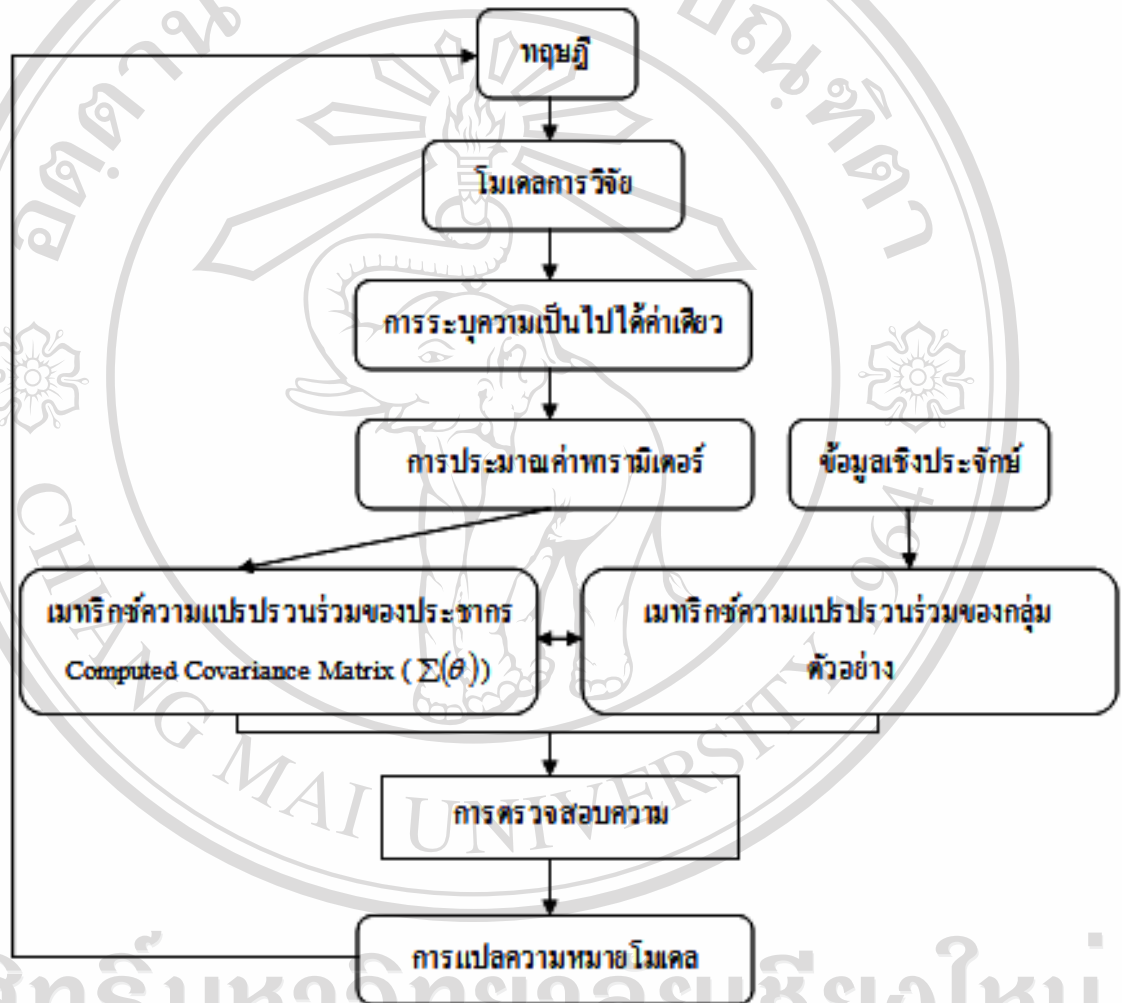 ทฤษฎี
โมเดลการวิจัย
การระบุความเป็นไปได้ค่าเดียว
การประมาณค่าพารามิเตอร์
ข้อมูลเชิงประจักษ์
เมทริกซ์ความแปรปรวนร่วมของประชากร
Computed Covariance Matrix ( Σ(θ))
เมทริกซ์ความแปรปรวนร่วมของกลุ่ม
ตัวอย่าง
การตรวจสอบความ
การแปลความหมายโมเดล
CHIANG MAI UNIVERSITY 1964